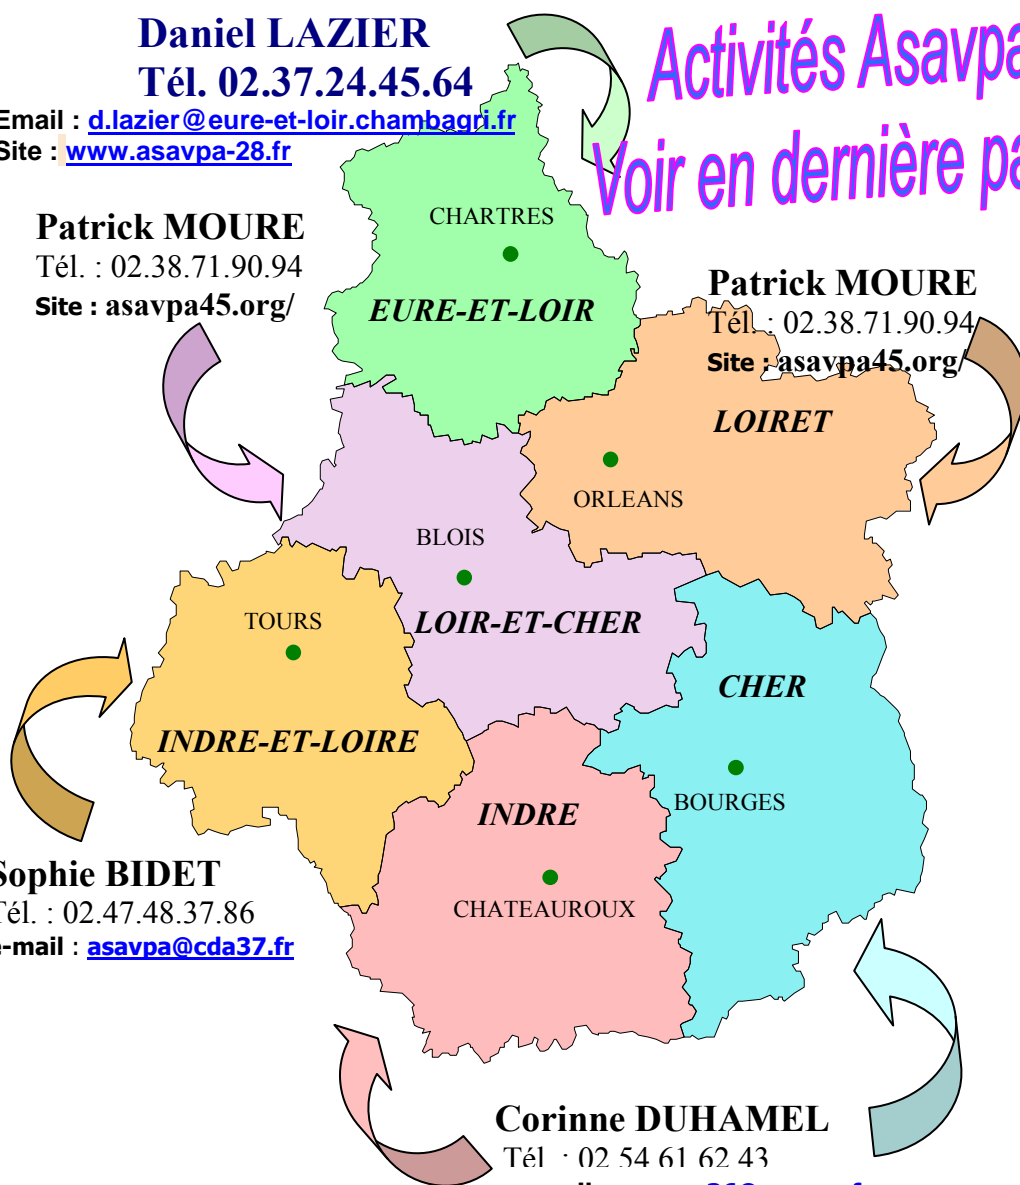 Daniel LAZIER
Tél. 02.37.24.45.64
Email : d.lazier@eure-et-loir.chambagri.fr
Site : www.asavpa-28.fr
Activités Asavpa
Voir en dernière pa
Patrick MOURE
Tél. : 02.38.71.90.94
Site : asavpa45.org/
Patrick MOURE
Tél. : 02.38.71.90.94
Site : asavpa45.org/
CHARTRES
EURE-ET-LOIR
LOIRET
ORLEANS
BLOIS
LOIR-ET-CHER
TOURS
INDRE-ET-LOIRE
CHER
BOURGES
INDRE
CHATEAUROUX
Sophie BIDET
Tél. : 02.47.48.37.86
e-mail : asavpa@cda37.fr
Corinne DUHAMEL
Tél. : 02 54 61 62 43